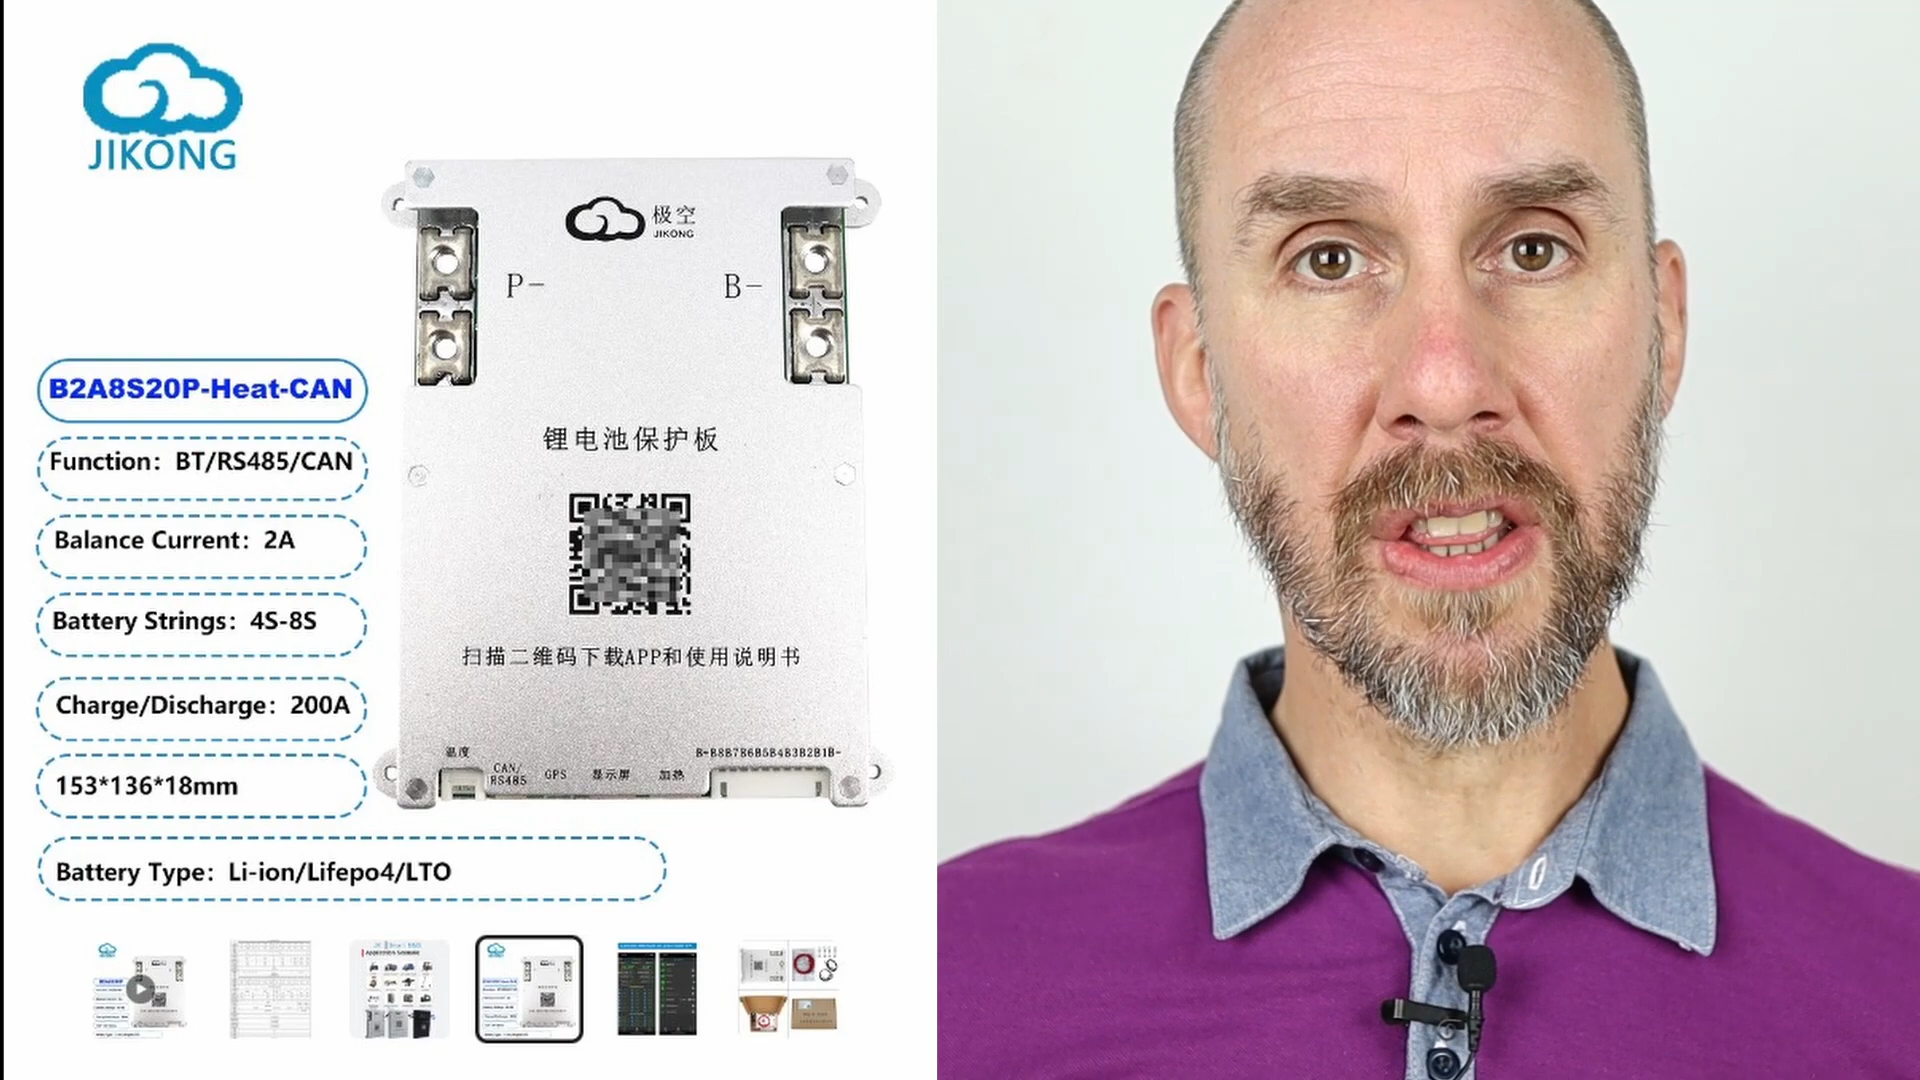 JIKONG
极空
JIKONG
P-
B-
B2A8S20P-Heat-CAN
Function: BT/RS485/CAN
Balance Current: 2A
Battery Strings: 4S-8S
Charge/Discharge: 200A
153*136*18mm
Battery Type: Li-ion/Lifepo4/LTO
锂电池保护板
扫描二维码下载APP和使用说明书
温度
CAN/
RS485
GPS
显示屏
加热
B-B8B7B6B5B4B3B2B1B-